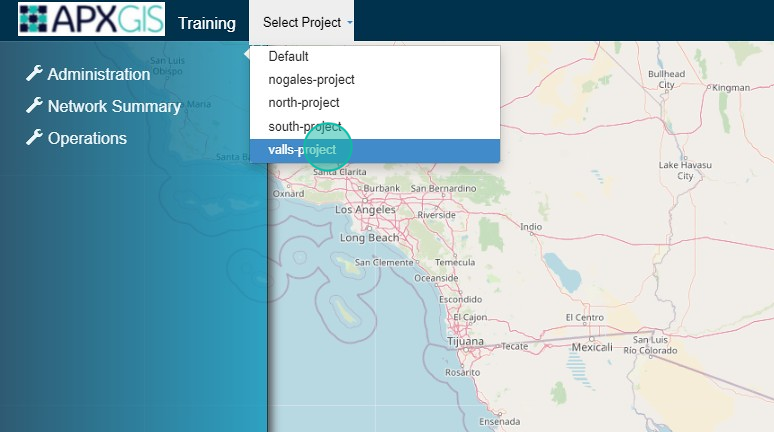 APXGIS
Training
Select Project
Default
nogales-project
north-project
south-project
valls-project
Administration
Network Summary
Operations
San Luis
Obispo
Maria
Santa Ba
Santa Clarita
Oxnard
Burbank
San Bernardino
Los Angeles
Riverside
Long Beach
Indio
San Clemente
Temecula
Oceanside
Escondido
El Cajon
Tijuana
Tecate
Rosarito
Ensenada
El Centro
Mexicali
San Luis
Río Colorado
Bullhead
City
Kingman
Lake Havasu
City